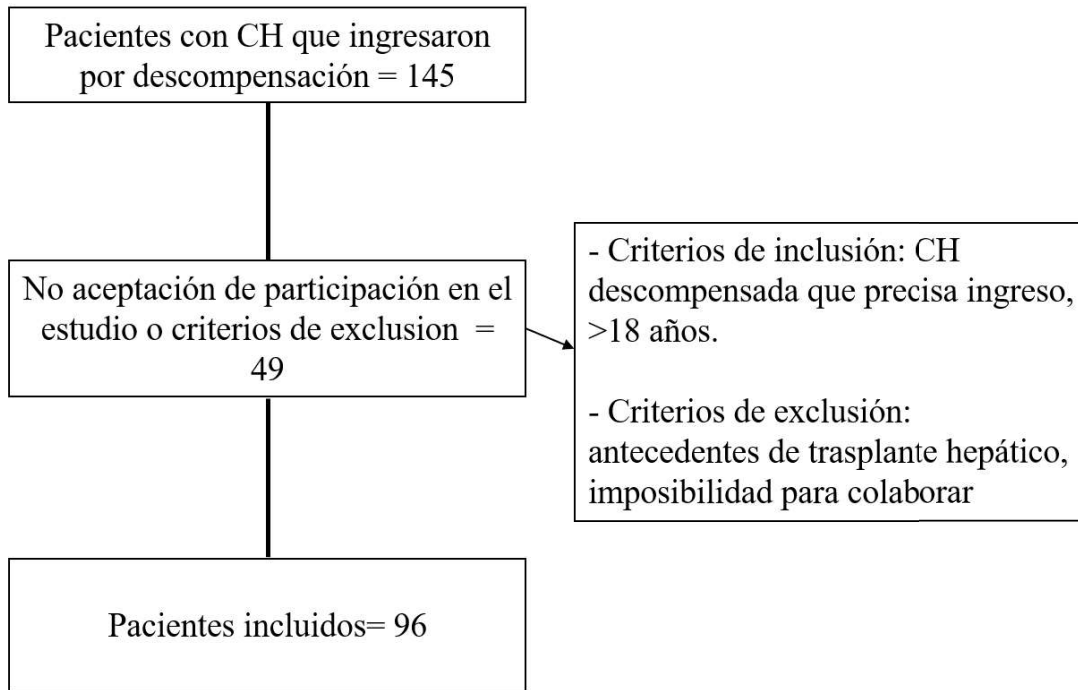 Pacientes con CH que ingresaron
por descompensación = 145
No aceptación de participación en el
estudio o criterios de exclusion =
49
- Criterios de inclusión: CH
descompensada que precisa ingreso,
>18 años.
- Criterios de exclusión:
antecedentes de trasplante hepático,
imposibilidad para colaborar
Pacientes incluidos= 96